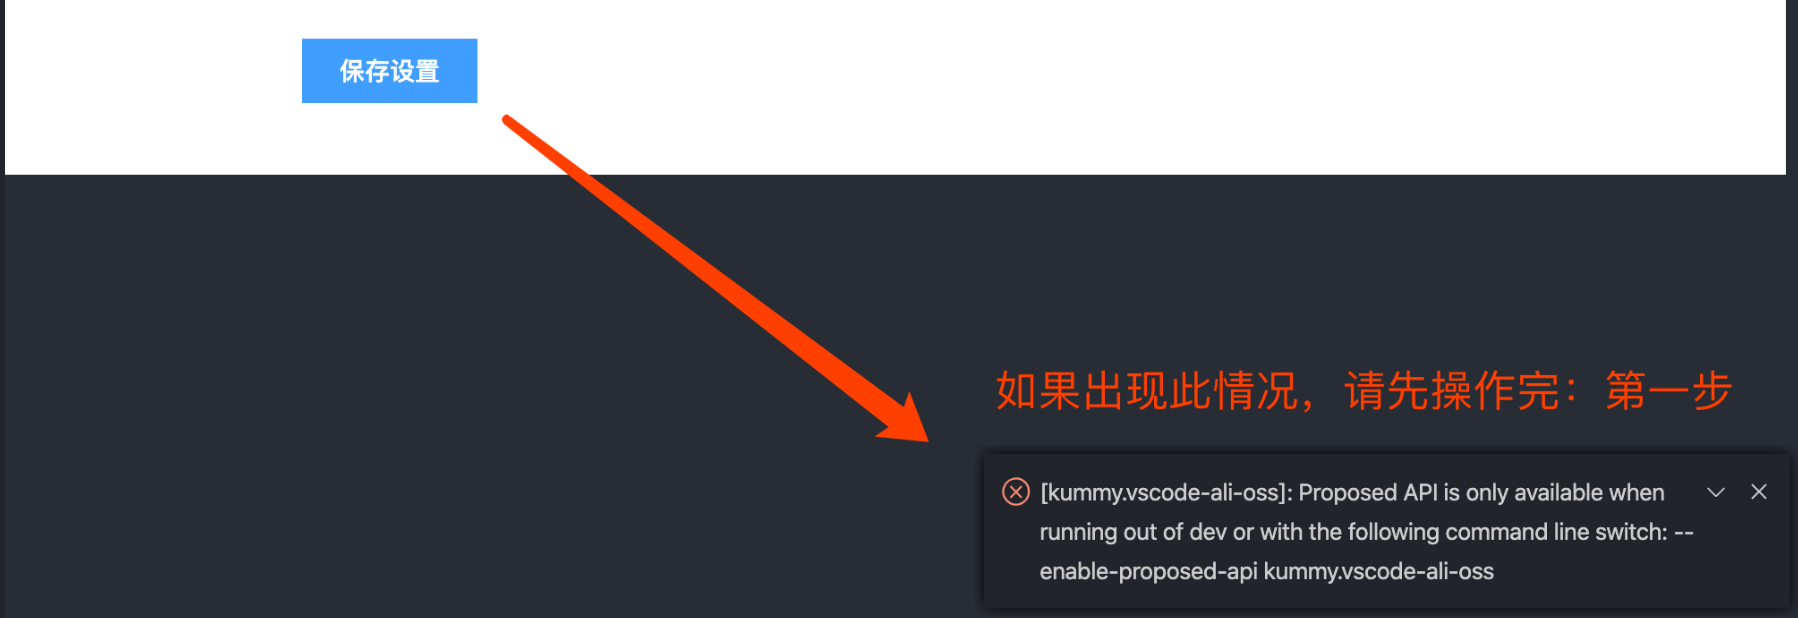 保存设置
如果出现此情况，请先操作完：第一步
[kummy.vscode-ali-oss]: Proposed API is only available when
running out of dev or with the following command line switch: --
enable-proposed-api kummy.vscode-ali-oss